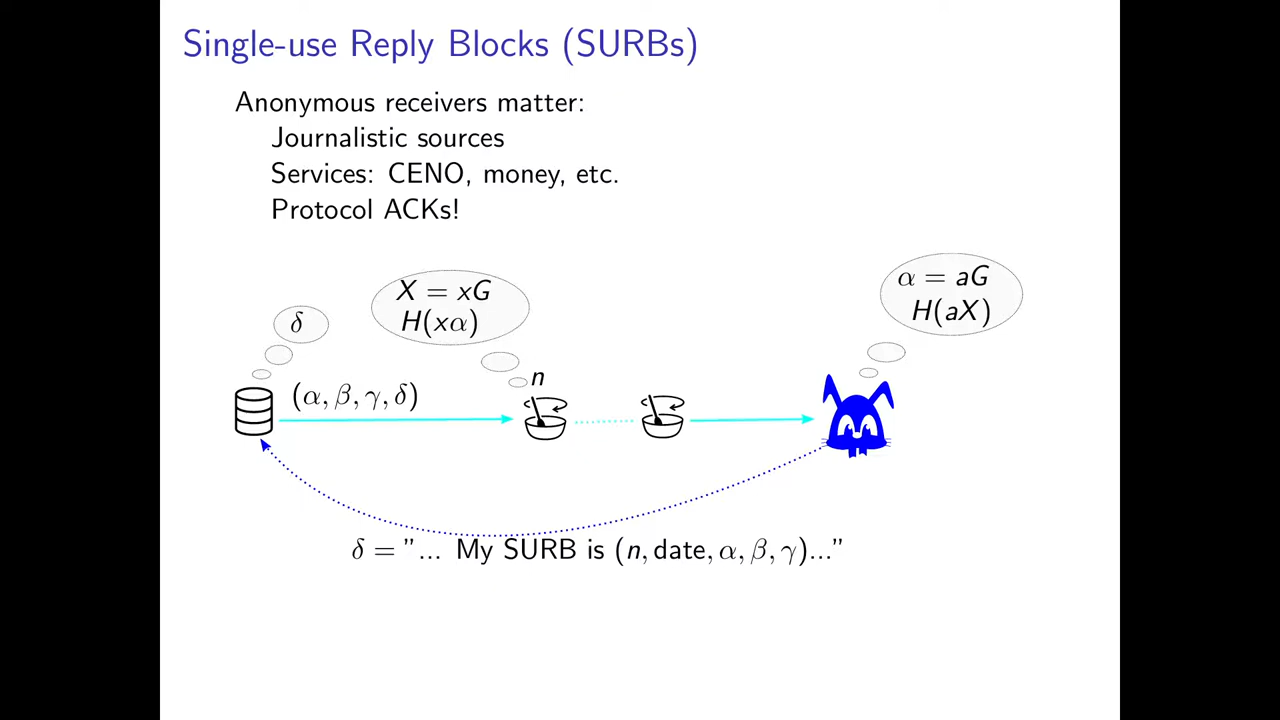 Single-use Reply Blocks (SURBs)
Anonymous receivers matter:
Journalistic sources
Services: CENO, money, etc.
Protocol ACKs!
α = aG
H(aX)
X = xG
H(xα)
δ
n
(α, β, γ, δ)
δ = "... My SURB is (n, date, α, β, γ)..."